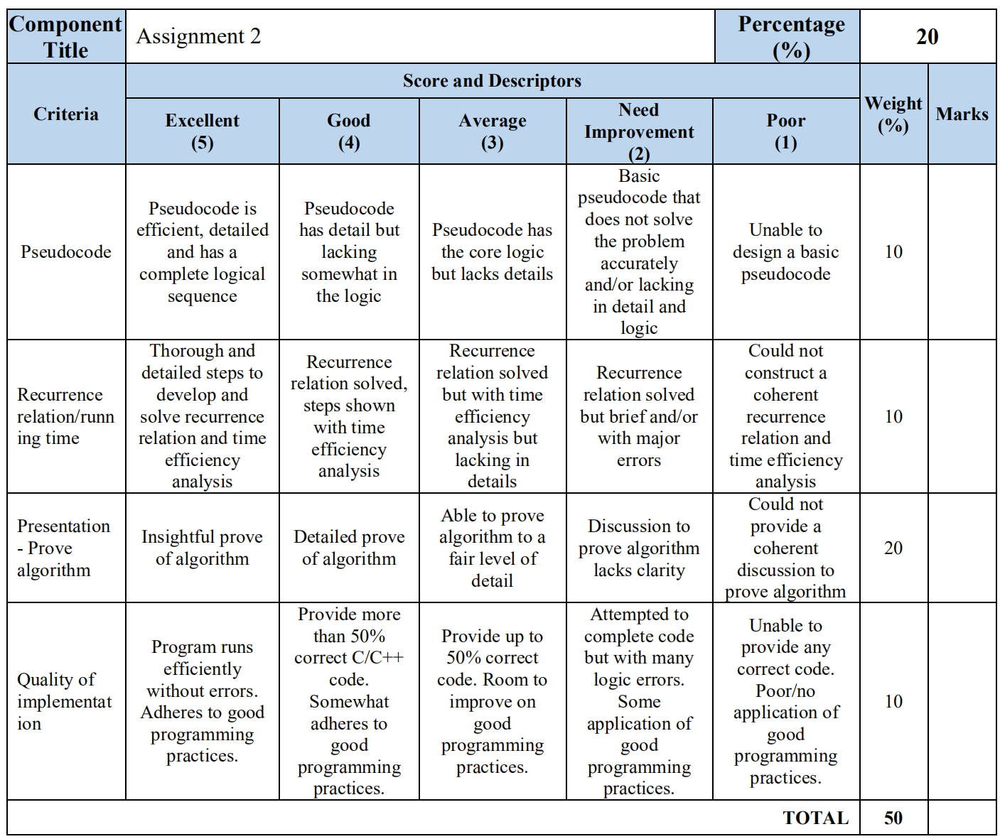 Component Title
Assignment 2
Percentage (%)
20
Criteria
Score and Descriptors
Weight (%)
Marks
Excellent
(5)
Good
(4)
Average
(3)
Need
Improvement
(2)
Poor
(1)
Pseudocode
Pseudocode is
efficient, detailed
and has a
complete logical
sequence
Pseudocode
has detail but
lacking
somewhat in
the logic
Pseudocode has
the core logic
but lacks details
Basic
pseudocode that
does not solve
the problem
accurately
and/or lacking
in detail and
logic
Unable to
design a basic
pseudocode
10
Recurrence
relation/runn
ing time
Thorough and
detailed steps to
develop and
solve recurrence
relation and time
efficiency
analysis
Recurrence
relation solved,
steps shown
with time
efficiency
analysis
Recurrence
relation solved
but with time
efficiency
analysis but
lacking in
details
Recurrence
relation solved
but brief and/or
with major
errors
Could not
construct a
coherent
recurrence
relation and
time efficiency
analysis
10
Presentation
- Prove
algorithm
Insightful prove
of algorithm
Detailed prove
of algorithm
Able to prove
algorithm to a
fair level of
detail
Discussion to
prove algorithm
lacks clarity
Could not
provide a
coherent
discussion to
prove algorithm
20
Quality of
implementat
ion
Program runs
efficiently
without errors.
Adheres to good
programming
practices.
Provide more
than 50%
correct C/C++
code.
Somewhat
adheres to
good
programming
practices.
Provide up to
50% correct
code. Room to
improve on
good
programming
practices.
Attempted to
complete code
but with many
logic errors.
Some
application of
good
programming
practices.
Unable to
provide any
correct code.
Poor/no
application of
good
programming
practices.
10
TOTAL
50